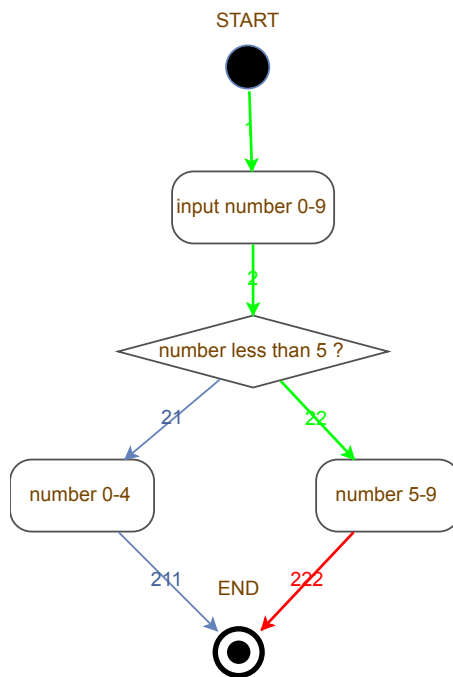 START
1
input number 0-9
2
number less than 5 ?
21
22
number 0-4
number 5-9
211
END
222